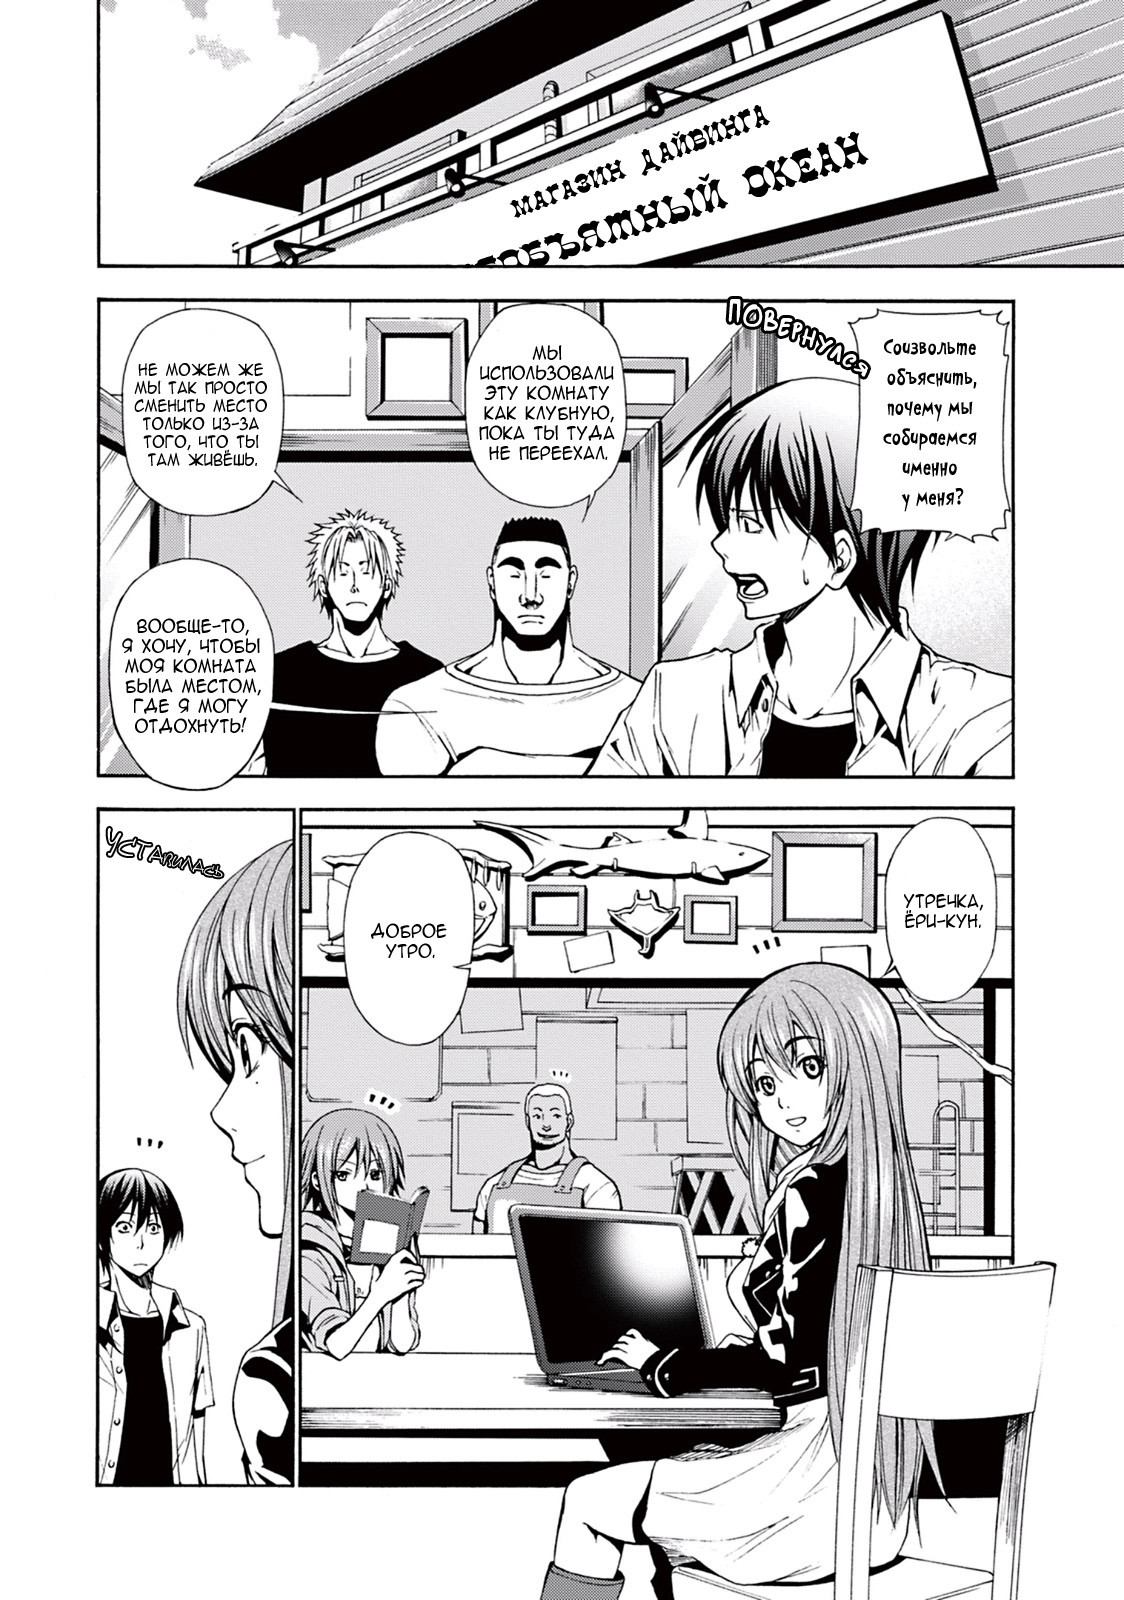 МАГАЗИН ДАЙВИНГА
ЕОБЪЯТНЫЙ ОКЕАН
ПОВЕРНУЛСЯ
Соизвольте
объяснить,
почему мы
собираемся
именно
у меня?
МЫ
ИСПОЛЬЗОВАЛИ
ЭТУ КОМНАТУ
КАК КЛУБНУЮ,
ПОКА ТЫ ТУДА
НЕ ПЕРЕЕХАЛ.
НЕ МОЖЕМ ЖЕ
МЫ ТАК ПРОСТО
СМЕНИТЬ МЕСТО
ТОЛЬКО ИЗ-ЗА
ТОГО, ЧТО ТЫ
ТАМ ЖИВЁШЬ.
ВООБЩЕ-ТО,
Я ХОЧУ, ЧТОБЫ
МОЯ КОМНАТА
БЫЛА МЕСТОМ,
ГДЕ Я МОГУ
ОТДОХНУТЬ!
УТРЕЧКА,
ЁРИ-КУН.
ДОБРОЕ
УТРО.
УСТАВИЛАСЬ